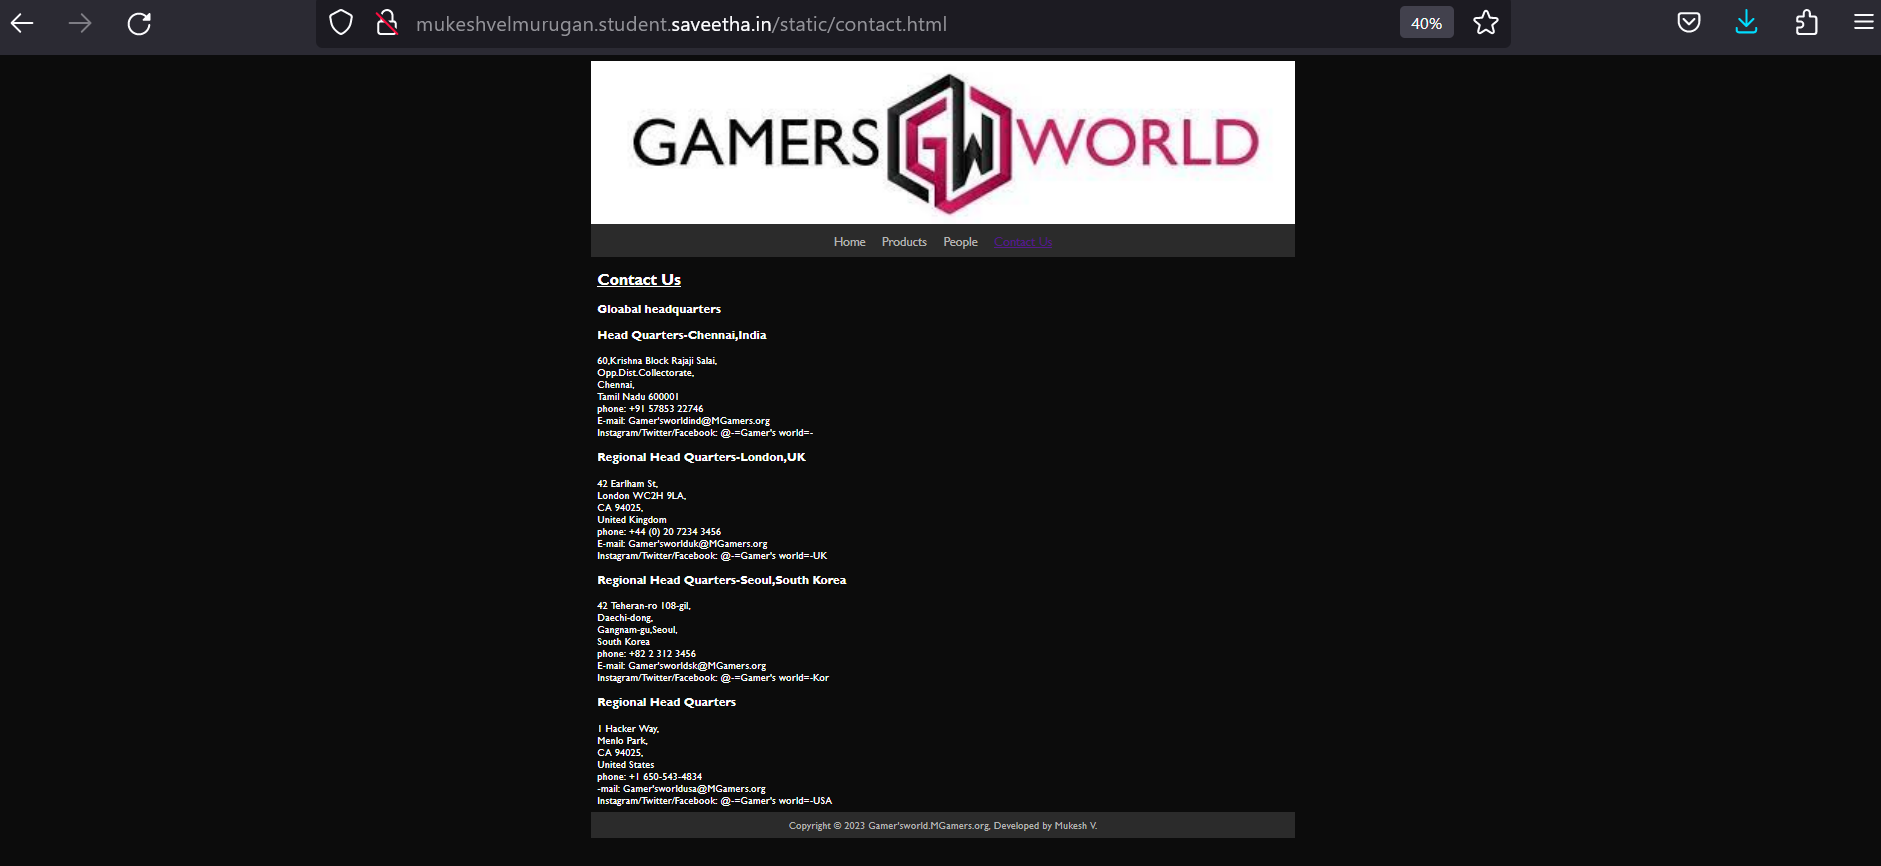 mukeshvelmurugan.student.saveetha.in/static/contact.html 40%
GAMERS GW WORLD
Home Products People Contact Us
Contact Us
Gloabal headquarters
Head Quarters-Chennai,India
60,Krishna Block Rajaji Salai,
Opp.Dist.Collectorate,
Chennai,
Tamil Nadu 600001
phone: +91 57853 22746
E-mail: Gamer'sworldind@MGamers.org
Instagram/Twitter/Facebook: @-=Gamer's world=-
Regional Head Quarters-London,UK
42 Earlham St,
London WC2H 9LA,
CA 94025,
United Kingdom
phone: +44 (0) 20 7234 3456
E-mail: Gamer'sworlduk@MGamers.org
Instagram/Twitter/Facebook: @-=Gamer's world=-UK
Regional Head Quarters-Seoul,South Korea
42 Teheran-ro 108-gil,
Daechi-dong,
Gangnam-gu,Seoul,
South Korea
phone: +82 2 312 3456
E-mail: Gamer'sworldsk@MGamers.org
Instagram/Twitter/Facebook: @-=Gamer's world=-Kor
Regional Head Quarters
1 Hacker Way,
Menlo Park,
CA 94025,
United States
phone: +1 650-543-4834
-mail: Gamer'sworldusa@MGamers.org
Instagram/Twitter/Facebook: @-=Gamer's world=-USA
Copyright © 2023 Gamer'sworld.MGamers.org, Developed by Mukesh V.